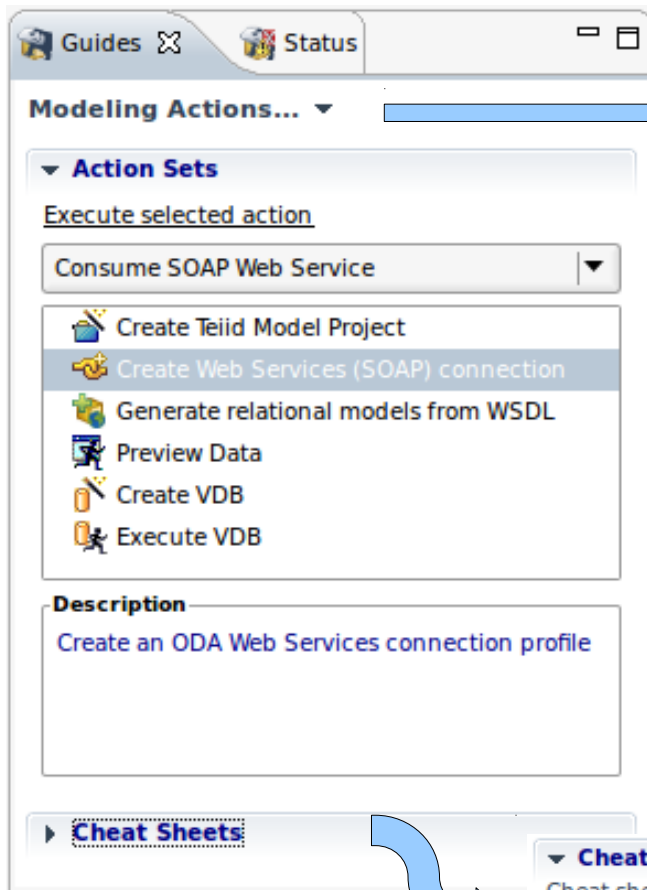 Guides Status
Modeling Actions...
Action Sets
Execute selected action
Consume SOAP Web Service
Create Teiid Model Project
Create Web Services (SOAP) connection
Generate relational models from WSDL
Preview Data
Create VDB
Execute VDB
Description
Create an ODA Web Services connection profile
Cheat Sheets
Cheat